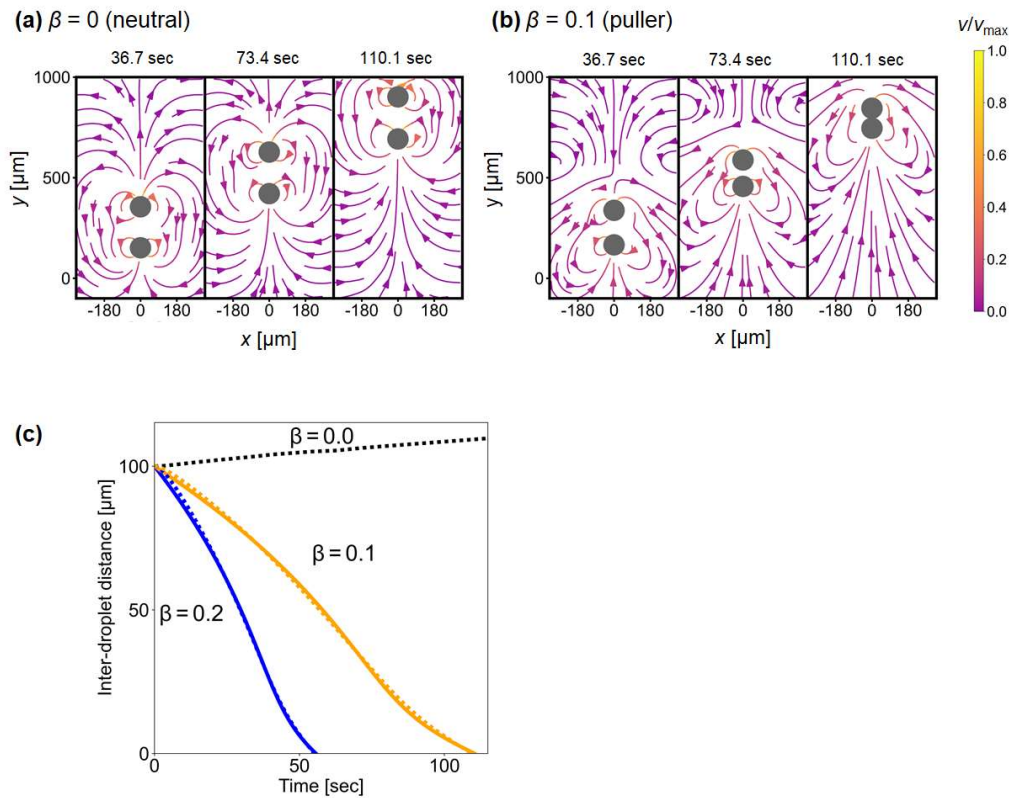 (a) β = 0 (neutral)
36.7 sec 73.4 sec 110.1 sec
1000
500
0
y [µm]
-180 0 180 -180 0 180 -180 0 180
x [µm]
(b) β = 0.1 (puller)
36.7 sec 73.4 sec 110.1 sec
1000
500
0
y [µm]
-180 0 180 -180 0 180 -180 0 180
x [µm]
v/vmax
1.0
0.8
0.6
0.4
0.2
0.0
(c)
β = 0.0
β = 0.1
β = 0.2
100
50
0
Inter-droplet distance [µm]
0 50 100
Time [sec]